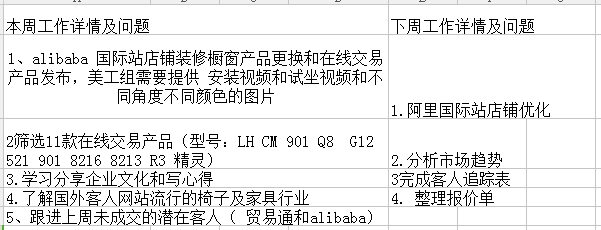 本周工作详情及问题
下周工作详情及问题
1、alibaba 国际站店铺装修橱窗产品更换和在线交易
产品发布，美工组需要提供 安装视频和试坐视频和不
同角度不同颜色的图片
1.阿里国际站店铺优化
2筛选11款在线交易产品（型号：LH CM 901 Q8  G12
521 901 8216 8213 R3 精灵）
2.分析市场趋势
3.学习分享企业文化和写心得
3完成客人追踪表
4.了解国外客人网站流行的椅子及家具行业
4. 整理报价单
5、跟进上周未成交的潜在客人（ 贸易通和alibaba）